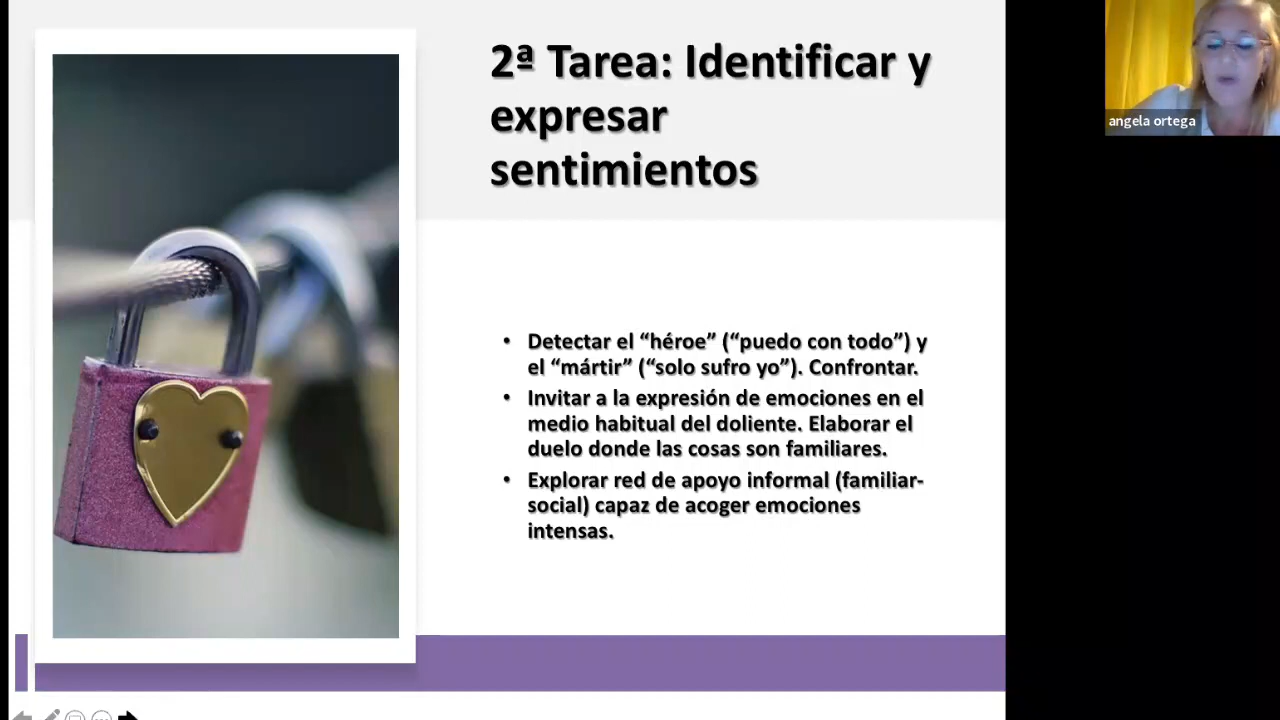 2ª Tarea: Identificar y
expresar
sentimientos
• Detectar el “héroe” (“puedo con todo”) y
el “mártir” (“solo sufro yo”). Confrontar.
• Invitar a la expresión de emociones en el
medio habitual del doliente. Elaborar el
duelo donde las cosas son familiares.
• Explorar red de apoyo informal (familiar-
social) capaz de acoger emociones
intensas.
angela ortega